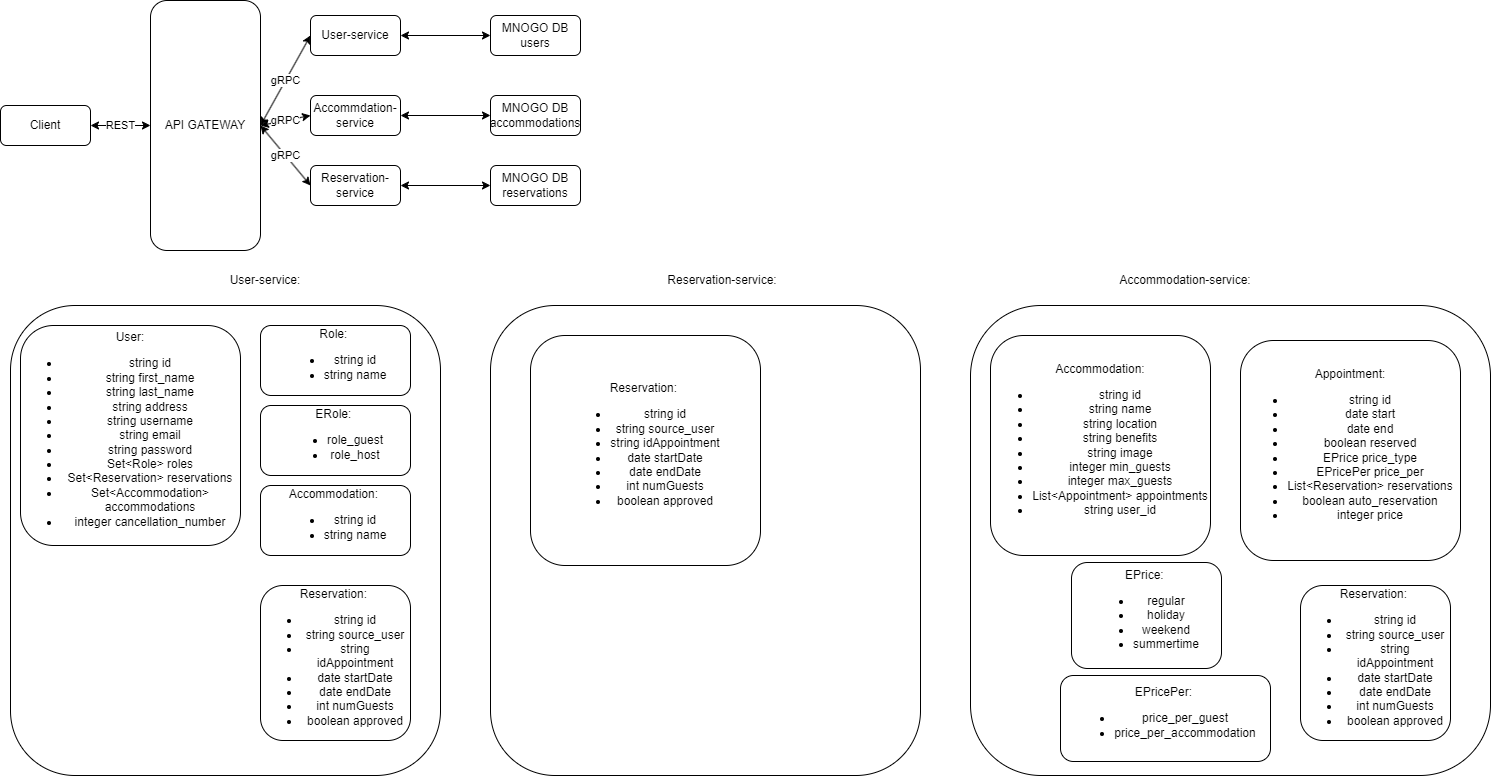 Client
REST
API GATEWAY
gRPC
gRPC
gRPC
User-service
MNOGO DB
users
Accommdation-
service
MNOGO DB
accommodations
Reservation-
service
MNOGO DB
reservations
User-service:
User:
string id
string first_name
string last_name
string address
string username
string email
string password
Set<Role> roles
Set<Reservation> reservations
Set<Accommodation>
accommodations
integer cancellation_number
Role:
string id
string name
ERole:
role_guest
role_host
Accommodation:
string id
string name
Reservation:
string id
string source_user
string
idAppointment
date startDate
date endDate
int numGuests
boolean approved
Reservation-service:
Reservation:
string id
string source_user
string idAppointment
date startDate
date endDate
int numGuests
boolean approved
Accommodation-service:
Accommodation:
string id
string name
string location
string benefits
string image
integer min_guests
integer max_guests
List<Appointment> appointments
string user_id
Appointment:
string id
date start
date end
boolean reserved
EPrice price_type
EPricePer price_per
List<Reservation> reservations
boolean auto_reservation
integer price
EPrice:
regular
holiday
weekend
summertime
EPricePer:
price_per_guest
price_per_accommodation
Reservation:
string id
string source_user
string
idAppointment
date startDate
date endDate
int numGuests
boolean approved